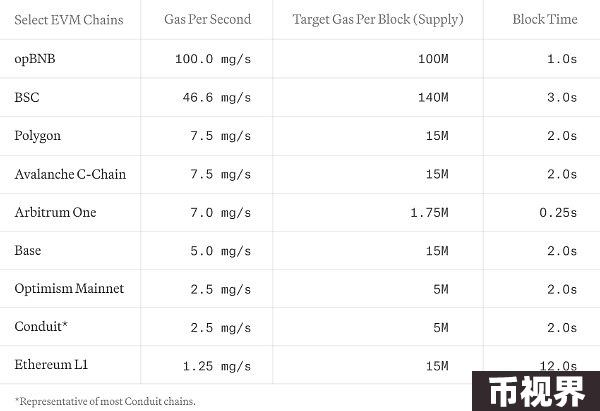 Select EVM Chains Gas Per Second Target Gas Per Block (Supply) Block Time
opBNB 100.0 mg/s 100M 1.0s
BSC 46.6 mg/s 140M 3.0s
Polygon 7.5 mg/s 15M 2.0s
Avalanche C-Chain 7.5 mg/s 15M 2.0s
Arbitrum One 7.0 mg/s 1.75M 0.25s
Base 5.0 mg/s 15M 2.0s
Optimism Mainnet 2.5 mg/s 5M 2.0s
Conduit* 2.5 mg/s 5M 2.0s
Ethereum L1 1.25 mg/s 15M 12.0s
*Representative of most Conduit chains.
币视界